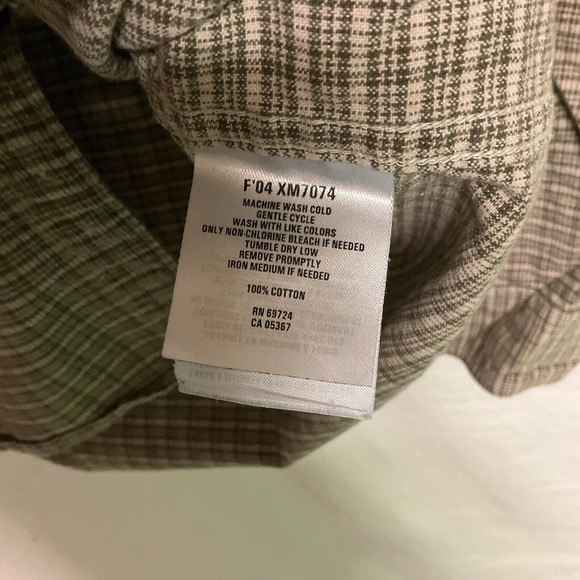 F'04 XM7074
MACHINE WASH COLD
GENTLE CYCLE
WASH WITH LIKE COLORS
ONLY NON-CHLORINE BLEACH IF NEEDED
TUMBLE DRY LOW
REMOVE PROMPTLY
IRON MEDIUM IF NEEDED
100% COTTON
RN 69724
CA 05367